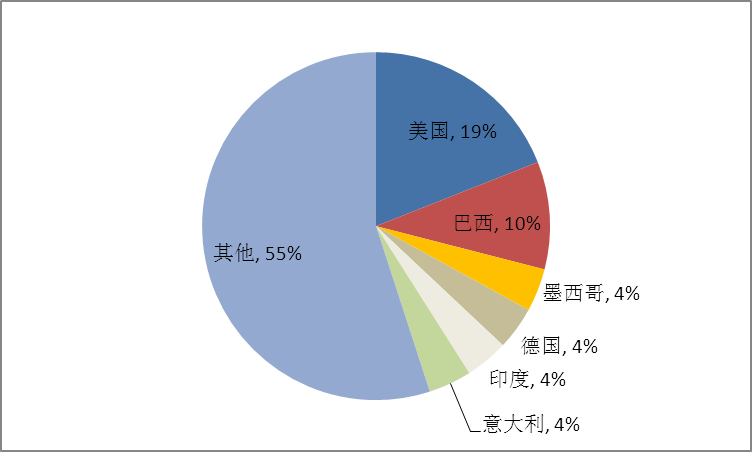 美国, 19%
巴西, 10%
其他, 55%
墨西哥, 4%
德国, 4%
印度, 4%
意大利, 4%